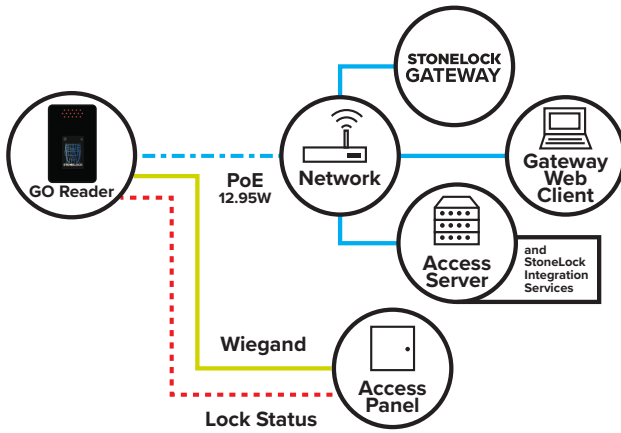 STONELOCK
GATEWAY
STONELOCK
GO Reader
PoE
12.95W
Network
Gateway
Web
Client
Access
Server
and
StoneLock
Integration
Services
Wiegand
Access
Panel
Lock Status